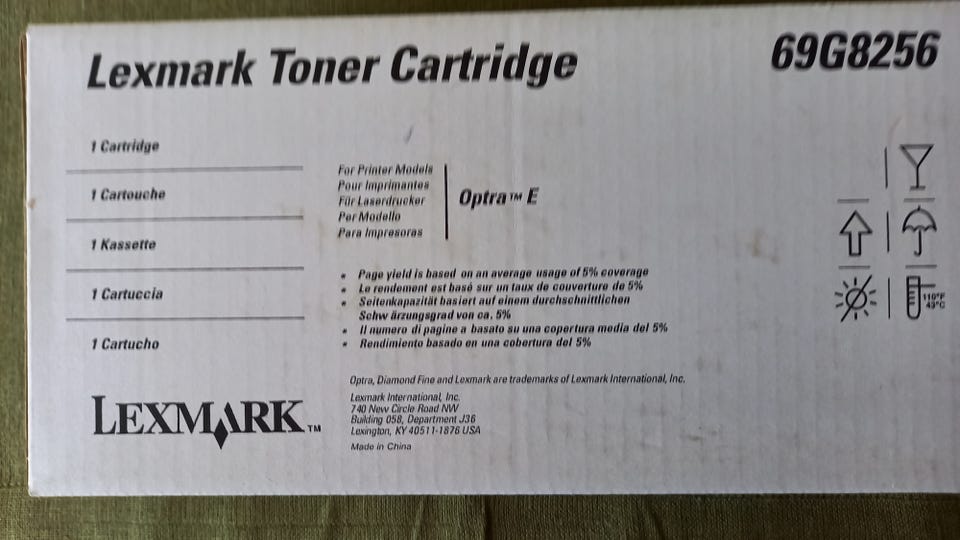 Lexmark Toner Cartridge
69G8256
1 Cartridge
1 Cartouche
1 Kassette
1 Cartuccia
1 Cartucho
For Printer Models
Pour Imprimantes
Für Laserdrucker
Per Modello
Para Impresoras
Optra™ E
• Page yield is based on an average usage of 5% coverage
• Le rendement est basé sur un taux de couverture de 5%
• Seitenkapazität basiert auf einem durchschnittlichen
Schw ärzungsgrad von ca. 5%
• Il numero di pagine a basato su una copertura media del 5%
• Rendimiento basado en una cobertura del 5%
110°F
43°C
Optra, Diamond Fine and Lexmark are trademarks of Lexmark International, Inc.
Lexmark International, Inc.
740 New Circle Road NW
Building 058, Department J36
Lexington, KY 40511-1876 USA
Made in China
LEXMARK™